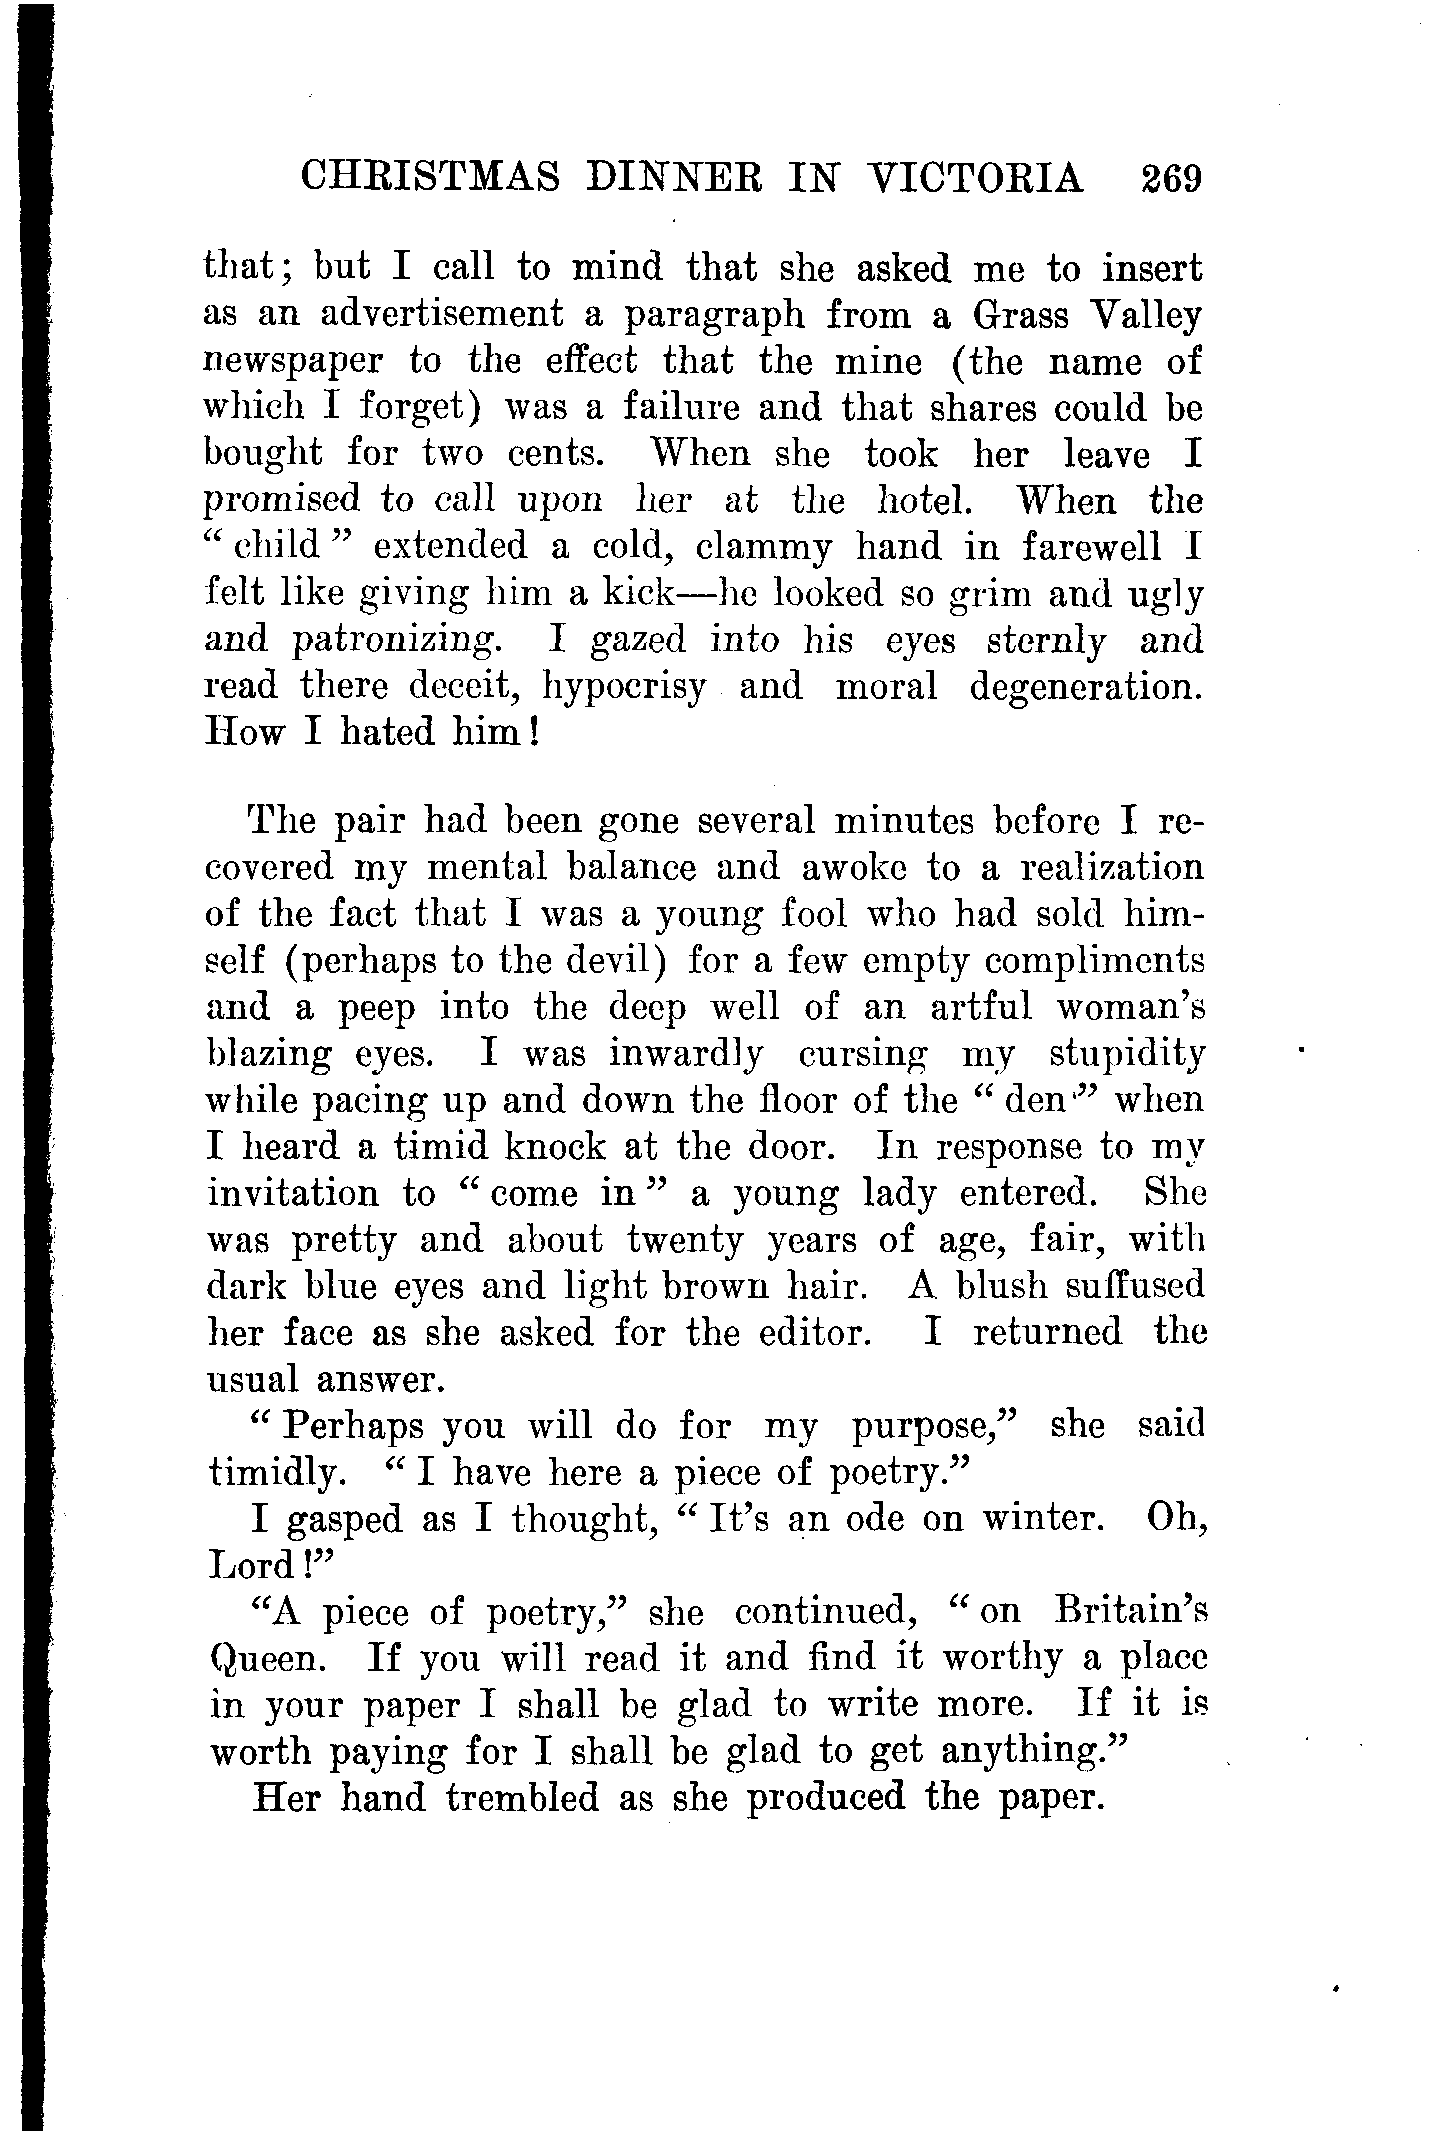 CHRISTMAS DINNER IN VICTORIA 269
that; but I call to mind that she asked me to insert
as an advertisement a paragraph from a Grass Valley
newspaper to the effect that the mine (the name of
which I forget) was a failure and that shares could be
bought for two cents. When she took her leave I
promised to call upon her at the hotel. When the
“child” extended a cold, clammy hand in farewell I
felt like giving him a kick—he looked so grim and ugly
and patronizing. I gazed into his eyes sternly and
read there deceit, hypocrisy and moral degeneration.
How I hated him!
The pair had been gone several minutes before I re-
covered my mental balance and awoke to a realization
of the fact that I was a young fool who had sold him-
self (perhaps to the devil) for a few empty compliments
and a peep into the deep well of an artful woman’s
blazing eyes. I was inwardly cursing my stupidity
while pacing up and down the floor of the “den” when
I heard a timid knock at the door. In response to my
invitation to “come in” a young lady entered. She
was pretty and about twenty years of age, fair, with
dark blue eyes and light brown hair. A blush suffused
her face as she asked for the editor. I returned the
usual answer.
“Perhaps you will do for my purpose,” she said
timidly. “I have here a piece of poetry.”
I gasped as I thought, “It’s an ode on winter. Oh,
Lord!”
“A piece of poetry,” she continued, “on Britain’s
Queen. If you will read it and find it worthy a place
in your paper I shall be glad to write more. If it is
worth paying for I shall be glad to get anything.”
Her hand trembled as she produced the paper.